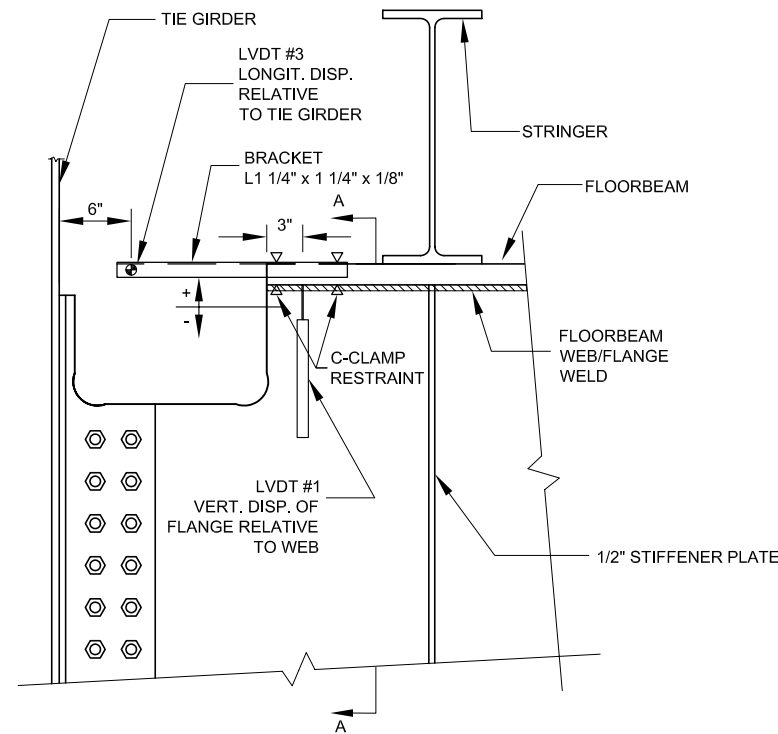 TIE GIRDER
LVDT #3
LONGIT. DISP.
RELATIVE
TO TIE GIRDER
STRINGER
BRACKET
L1 1/4" x 1 1/4" x 1/8"
FLOORBEAM
A
6"
3"
+
-
C-CLAMP
RESTRAINT
FLOORBEAM
WEB/FLANGE
WELD
LVDT #1
VERT. DISP. OF
FLANGE RELATIVE
TO WEB
1/2" STIFFENER PLATE
A